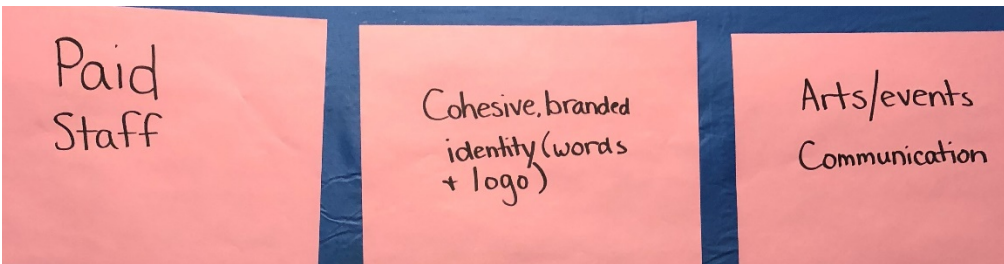 Paid
Staff
Cohesive, branded
identity (words
+ logo)
Arts/events
Communication